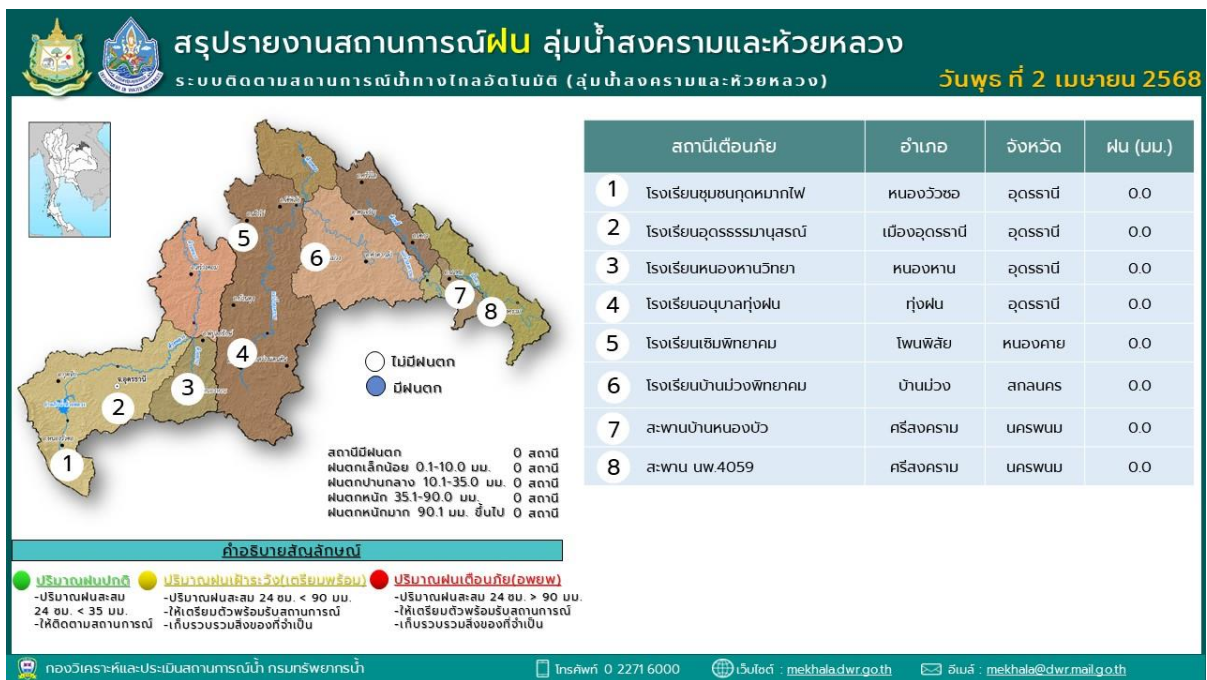 สรุปรายงานสถานการณ์ฝน ลุ่มน้ำสงครามและห้วยหลวง
ระบบติดตามสถานการณ์น้ำทางไกลอัตโนมัติ (ลุ่มน้ำสงครามและห้วยหลวง)
วันพุธ ที่ 2 เมษายน 2568
สถานีเตือนภัย อำเภอ จังหวัด ฝน (มม.)
1 โรงเรียนชุมชนกุดหมากไฟ หนองวัวซอ อุดรธานี 0.0
2 โรงเรียนอุดรธรรมานุสรณ์ เมืองอุดรธานี อุดรธานี 0.0
3 โรงเรียนหนองหานวิทยา หนองหาน อุดรธานี 0.0
4 โรงเรียนอนุบาลทุ่งฝน ทุ่งฝน อุดรธานี 0.0
5 โรงเรียนเซิมพิทยาคม โพนพิสัย หนองคาย 0.0
6 โรงเรียนบ้านม่วงพิทยาคม บ้านม่วง สกลนคร 0.0
7 สะพานบ้านหนองบัว ศรีสงคราม นครพนม 0.0
8 สะพาน นพ.4059 ศรีสงคราม นครพนม 0.0
5
6
7
8
4
3
2
1
อ.อุดรธานี
ไม่มีฝนตก
มีฝนตก
สถานีมีฝนตก 0 สถานี
ฝนตกเล็กน้อย 0.1-10.0 มม. 0 สถานี
ฝนตกปานกลาง 10.1-35.0 มม. 0 สถานี
ฝนตกหนัก 35.1-90.0 มม. 0 สถานี
ฝนตกหนักมาก 90.1 มม. ขึ้นไป 0 สถานี
คำอธิบายสัญลักษณ์
ปริมาณฝนปกติ
-ปริมาณฝนสะสม
24 ชม. < 35 มม.
-ให้ติดตามสถานการณ์
ปริมาณฝนเฝ้าระวัง(เตรียมพร้อม)
-ปริมาณฝนสะสม 24 ชม. < 90 มม.
-ให้เตรียมตัวพร้อมรับสถานการณ์
-เก็บรวบรวมสิ่งของที่จำเป็น
ปริมาณฝนเตือนภัย(อพยพ)
-ปริมาณฝนสะสม 24 ชม. > 90 มม.
-ให้เตรียมตัวพร้อมรับสถานการณ์
-เก็บรวบรวมสิ่งของที่จำเป็น
กองวิเคราะห์และประเมินสถานการณ์น้ำ กรมทรัพยากรน้ำ
โทรศัพท์ 0 2271 6000
เว็บไซต์ : mekhala.dwr.go.th
อีเมล์ : mekhala@dwr.mail.go.th